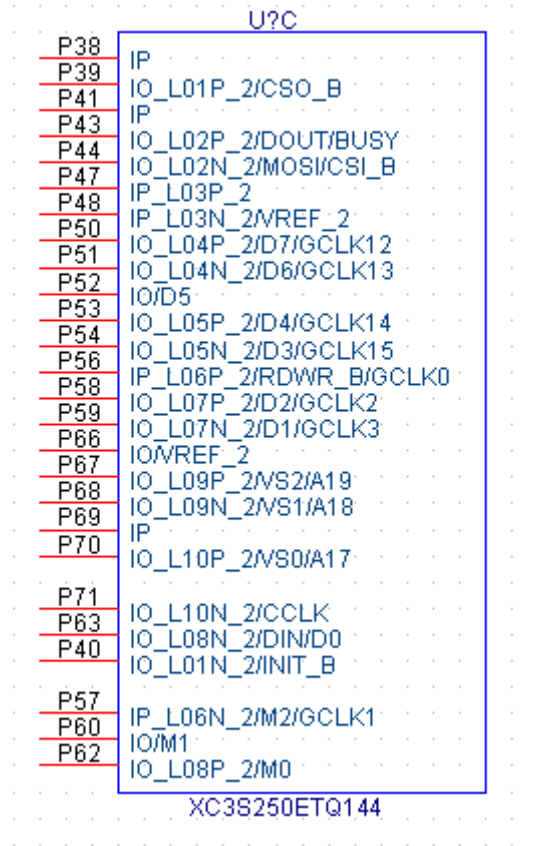 U?C
P38 IP
P39 IO_L01P_2/CSO_B
P41 IP
P43 IO_L02P_2/DOUT/BUSY
P44 IO_L02N_2/MOSI/CSI_B
P47 IP_L03P_2
P48 IP_L03N_2/VREF_2
P50 IO_L04P_2/D7/GCLK12
P51 IO_L04N_2/D6/GCLK13
P52 IO/D5
P53 IO_L05P_2/D4/GCLK14
P54 IO_L05N_2/D3/GCLK15
P56 IP_L06P_2/RDWR_B/GCLK0
P58 IO_L07P_2/D2/GCLK2
P59 IO_L07N_2/D1/GCLK3
P66 IO/VREF_2
P67 IO_L09P_2/VS2/A19
P68 IO_L09N_2/VS1/A18
P69 IP
P70 IO_L10P_2/VS0/A17
P71 IO_L10N_2/CCLK
P63 IO_L08N_2/DIN/D0
P40 IO_L01N_2/INIT_B
P57 IP_L06N_2/M2/GCLK1
P60 IO/M1
P62 IO_L08P_2/M0
XC3S250ETQ144